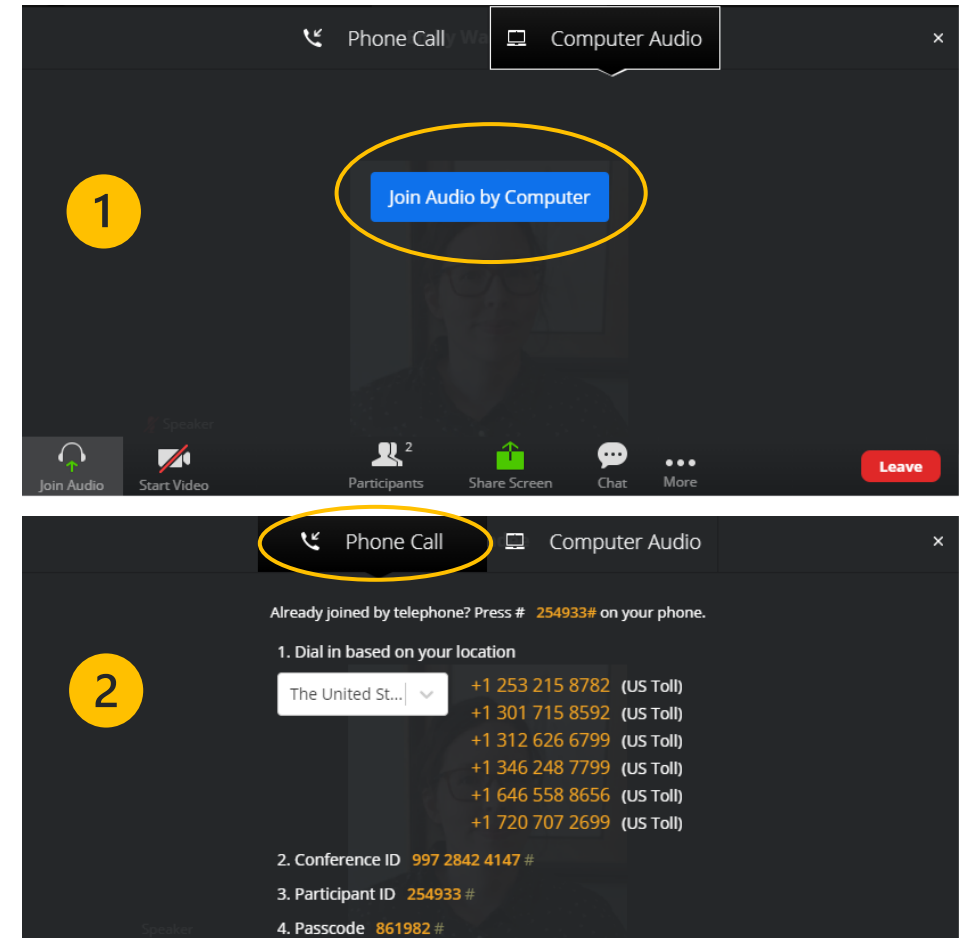 Phone Call
Computer Audio
×
1
Join Audio by Computer
Speaker
2
Join Audio
Start Video
Participants
Share Screen
Chat
More
Leave
Phone Call
Computer Audio
×
Already joined by telephone? Press # 254933# on your phone.
2
1. Dial in based on your location
The United St...
+1 253 215 8782 (US Toll)
+1 301 715 8592 (US Toll)
+1 312 626 6799 (US Toll)
+1 346 248 7799 (US Toll)
+1 646 558 8656 (US Toll)
+1 720 707 2699 (US Toll)
2. Conference ID 997 2842 4147 #
3. Participant ID 254933 #
4. Passcode 861982 #
Speaker